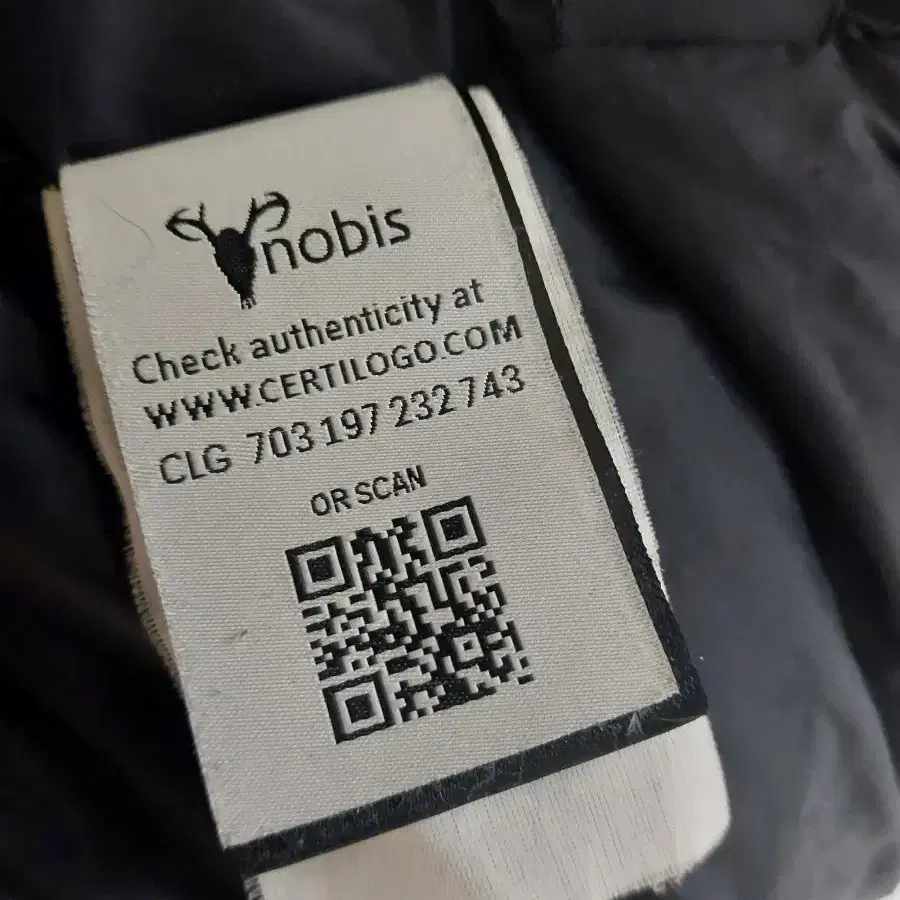 nobis
Check authenticity at
WWW.CERTILOGO.COM
CLG 703 197 232 743
OR SCAN